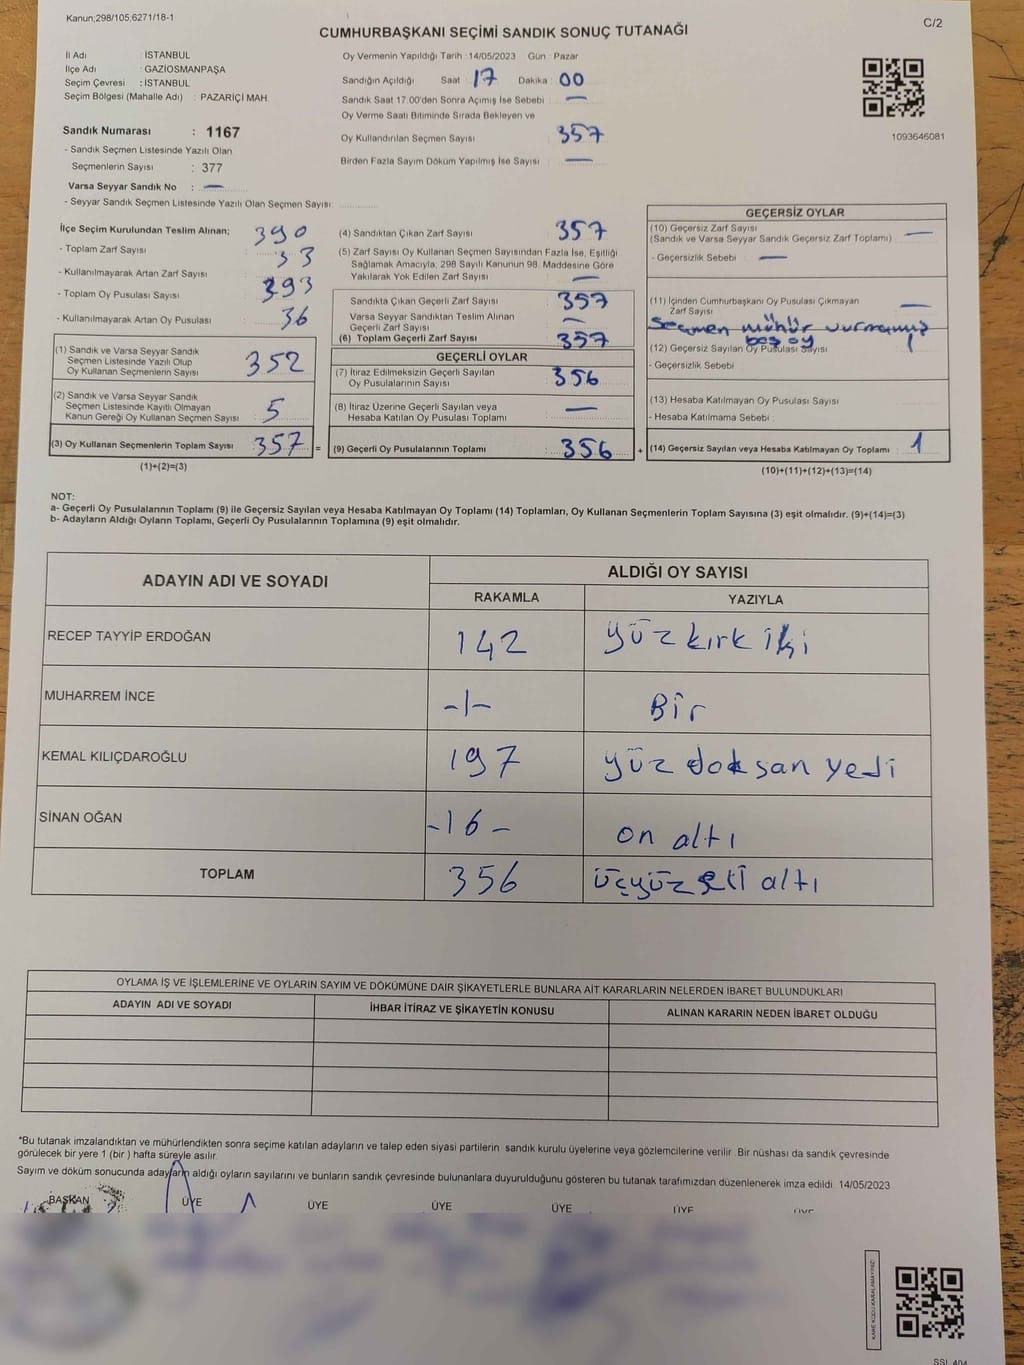 Kanun;298/105;6271/18-1
C/2
CUMHURBAŞKANI SEÇİMİ SANDIK SONUÇ TUTANAĞI
İl Adı : İSTANBUL
İlçe Adı : GAZİOSMANPAŞA
Seçim Çevresi : İSTANBUL
Seçim Bölgesi (Mahalle Adı) : PAZARİÇİ MAH.
Sandık Numarası : 1167
- Sandık Seçmen Listesinde Yazılı Olan
Seçmenlerin Sayısı : 377
Varsa Seyyar Sandık No : —
- Seyyar Sandık Seçmen Listesinde Yazılı Olan Seçmen Sayısı:
Oy Vermenin Yapıldığı Tarih :14/05/2023 Gün : Pazar
Sandığın Açıldığı Saat : 17 Dakika : 00
Sandık Saat 17.00'den Sonra Açımış İse Sebebi : —
Oy Verme Saati Bitiminde Sırada Bekleyen ve
Oy Kullandırılan Seçmen Sayısı : 357
Birden Fazla Sayım Döküm Yapılmış İse Sayısı : —
1093646081
İlçe Seçim Kurulundan Teslim Alınan;
- Toplam Zarf Sayısı : 390
- Kullanılmayarak Artan Zarf Sayısı : 33
- Toplam Oy Pusulası Sayısı : 393
- Kullanılmayarak Artan Oy Pusulası : 36
(1) Sandık ve Varsa Seyyar Sandık
Seçmen Listesinde Yazılı Olup
Oy Kullanan Seçmenlerin Sayısı : 352
(2) Sandık ve Varsa Seyyar Sandık
Seçmen Listesinde Kayıtlı Olmayan
Kanun Gereği Oy Kullanan Seçmen Sayısı : 5
(3) Oy Kullanan Seçmenlerin Toplam Sayısı : 357 =
(1)+(2)=(3)
(4) Sandıktan Çıkan Zarf Sayısı : 357
(5) Zarf Sayısı Oy Kullanan Seçmen Sayısından Fazla İse, Eşitliği
Sağlamak Amacıyla; 298 Sayılı Kanunun 98. Maddesine Göre
Yakılarak Yok Edilen Zarf Sayısı : —
Sandıkta Çıkan Geçerli Zarf Sayısı : 357
Varsa Seyyar Sandıktan Teslim Alınan
Geçerli Zarf Sayısı : —
(6) Toplam Geçerli Zarf Sayısı : 357
GEÇERLİ OYLAR
(7) İtiraz Edilmeksizin Geçerli Sayılan
Oy Pusulalarının Sayısı : 356
(8) İtiraz Üzerine Geçerli Sayılan veya
Hesaba Katılan Oy Pusulası Toplamı : —
(9) Geçerli Oy Pusulalarının Toplamı : 356 +
GEÇERSİZ OYLAR
(10) Geçersiz Zarf Sayısı
(Sandık ve Varsa Seyyar Sandık Geçersiz Zarf Toplamı) : —
- Geçersizlik Sebebi : —
(11) İçinden Cumhurbaşkanı Oy Pusulası Çıkmayan
Zarf Sayısı : —
seçmen mühür vurmamış
boş oy
(12) Geçersiz Sayılan Oy Pusulası Sayısı : 1
- Geçersizlik Sebebi :
(13) Hesaba Katılmayan Oy Pusulası Sayısı :
- Hesaba Katılmama Sebebi :
(14) Geçersiz Sayılan veya Hesaba Katılmayan Oy Toplamı : 1
(10)+(11)+(12)+(13)=(14)
NOT:
a- Geçerli Oy Pusulalarının Toplamı (9) ile Geçersiz Sayılan veya Hesaba Katılmayan Oy Toplamı (14) Toplamları, Oy Kullanan Seçmenlerin Toplam Sayısına (3) eşit olmalıdır. (9)+(14)=(3)
b- Adayların Aldığı Oyların Toplamı, Geçerli Oy Pusulalarının Toplamına (9) eşit olmalıdır.
ADAYIN ADI VE SOYADI
ALDIĞI OY SAYISI
RAKAMLA YAZIYLA
RECEP TAYYİP ERDOĞAN 142 yüz kırk iki
MUHARREM İNCE -1- Bir
KEMAL KILIÇDAROĞLU 197 yüz doksan yedi
SİNAN OĞAN -16- on altı
TOPLAM 356 üçyüz elli altı
OYLAMA İŞ VE İŞLEMLERİNE VE OYLARIN SAYIM VE DÖKÜMÜNE DAİR ŞİKAYETLERLE BUNLARA AİT KARARLARIN NELERDEN İBARET BULUNDUKLARI
ADAYIN ADI VE SOYADI İHBAR İTİRAZ VE ŞİKAYETİN KONUSU ALINAN KARARIN NEDEN İBARET OLDUĞU
*Bu tutanak imzalandıktan ve mühürlendikten sonra seçime katılan adayların ve talep eden siyasi partilerin sandık kurulu üyelerine veya gözlemcilerine verilir. Bir nüshası da sandık çevresinde
görülecek bir yere 1 (bir ) hafta süreyle asılır.
Sayım ve döküm sonucunda adayların aldığı oyların sayılarını ve bunların sandık çevresinde bulunanlara duyurulduğunu gösteren bu tutanak tarafımızdan düzenlenerek imza edildi. 14/05/2023
BAŞKAN ÜYE ÜYE ÜYE ÜYE ÜYE ÜYE
KARE KODU KARALAMAYINIZ!